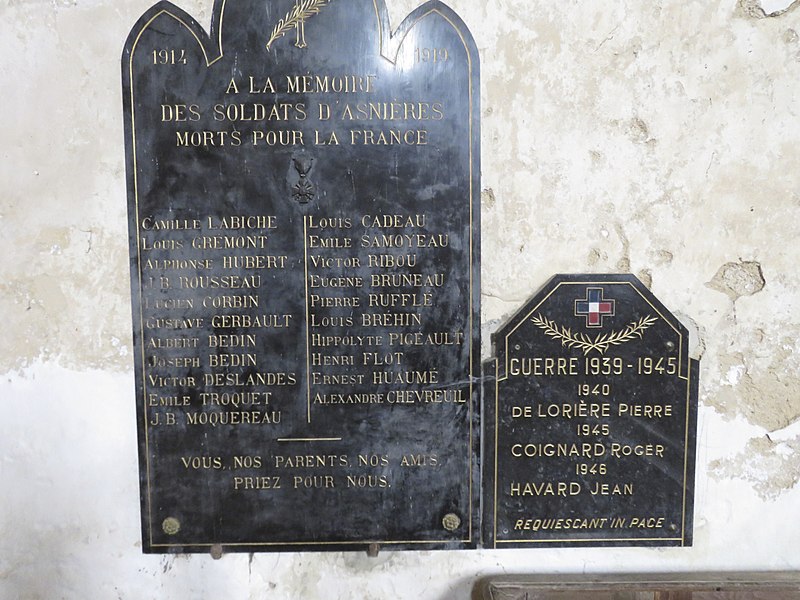 1914 1919
A LA MÉMOIRE
DES SOLDATS D'ASNIÈRES
MORTS POUR LA FRANCE
CAMILLE LABICHE
LOUIS GREMONT
ALPHONSE HUBERT
J.B. ROUSSEAU
LUCIEN CORBIN
GUSTAVE GERBAULT
ALBERT BEDIN
JOSEPH BEDIN
VICTOR DESLANDES
EMILE TROQUET
J.B. MOQUEREAU
LOUIS CADEAU
EMILE SAMOYEAU
VICTOR RIBOU
EUGÈNE BRUNEAU
PIERRE RUFFLÉ
LOUIS BRÉHIN
HIPPOLYTE PIGEAULT
HENRI FLOT
ERNEST HUAUMÉ
ALEXANDRE CHEVREUIL
VOUS, NOS PARENTS, NOS AMIS,
PRIEZ POUR NOUS.
GUERRE 1939 - 1945
1940
DE LORIÈRE PIERRE
1945
COIGNARD ROGER
1946
HAVARD JEAN
REQUIESCANT IN PACE